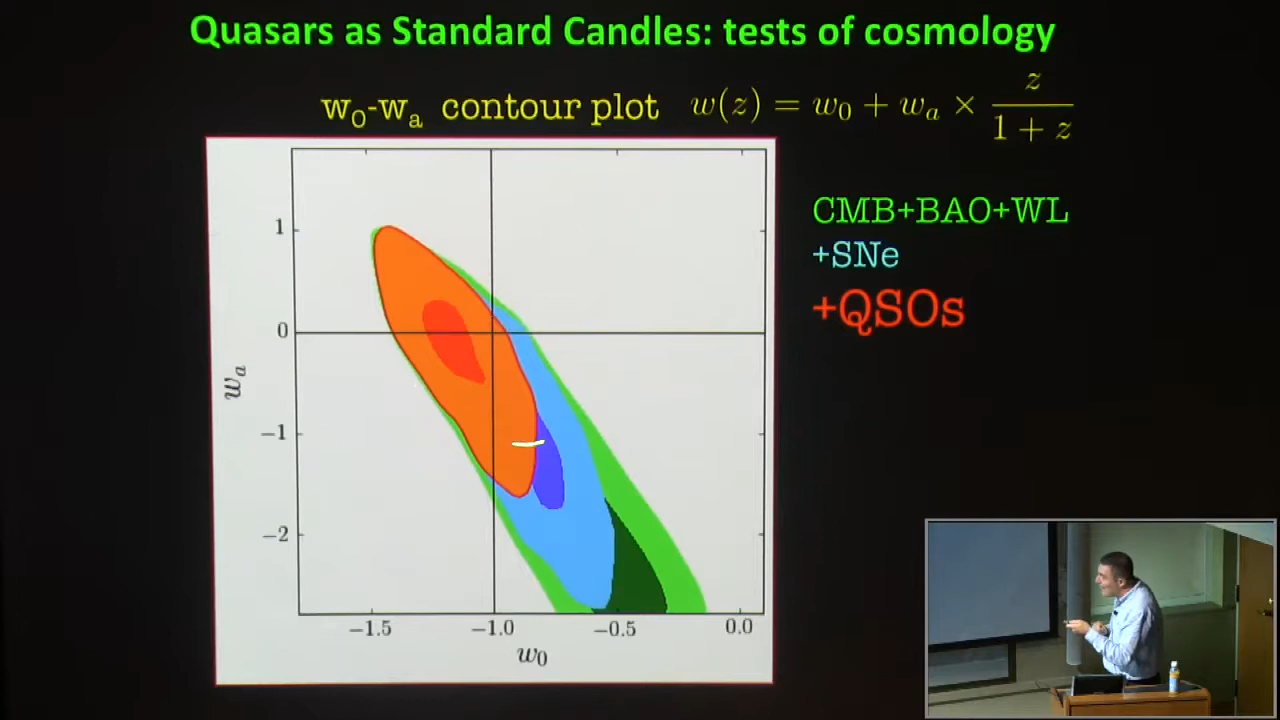 Quasars as Standard Candles: tests of cosmology
w₀-wₐ contour plot w(z) = w₀ + wₐ × z / (1 + z)
CMB+BAO+WL
+SNe
+QSOs
1
0
−1
−2
wₐ
−1.5 −1.0 −0.5 0.0
w₀